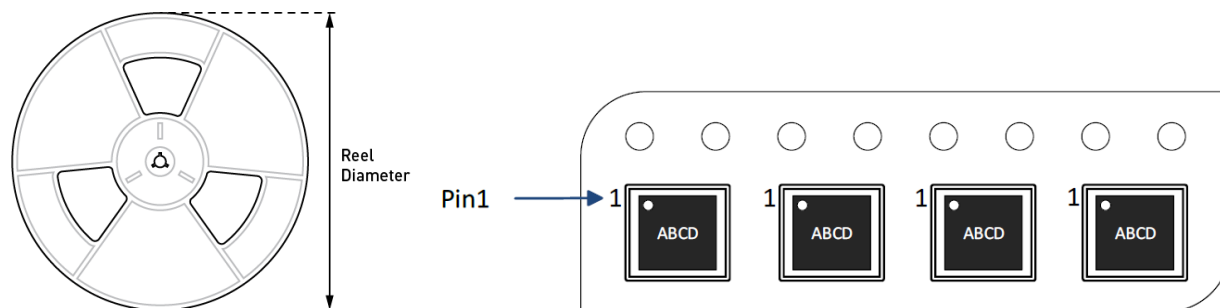 Reel
Diameter
Pin1
1 1 1 1
ABCD ABCD ABCD ABCD